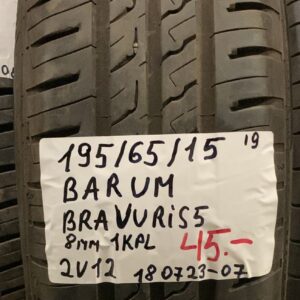 195/65/15 '19
BARUM
BRAVURiS5
8mm 1KPL 45.-
2V12 180723-07